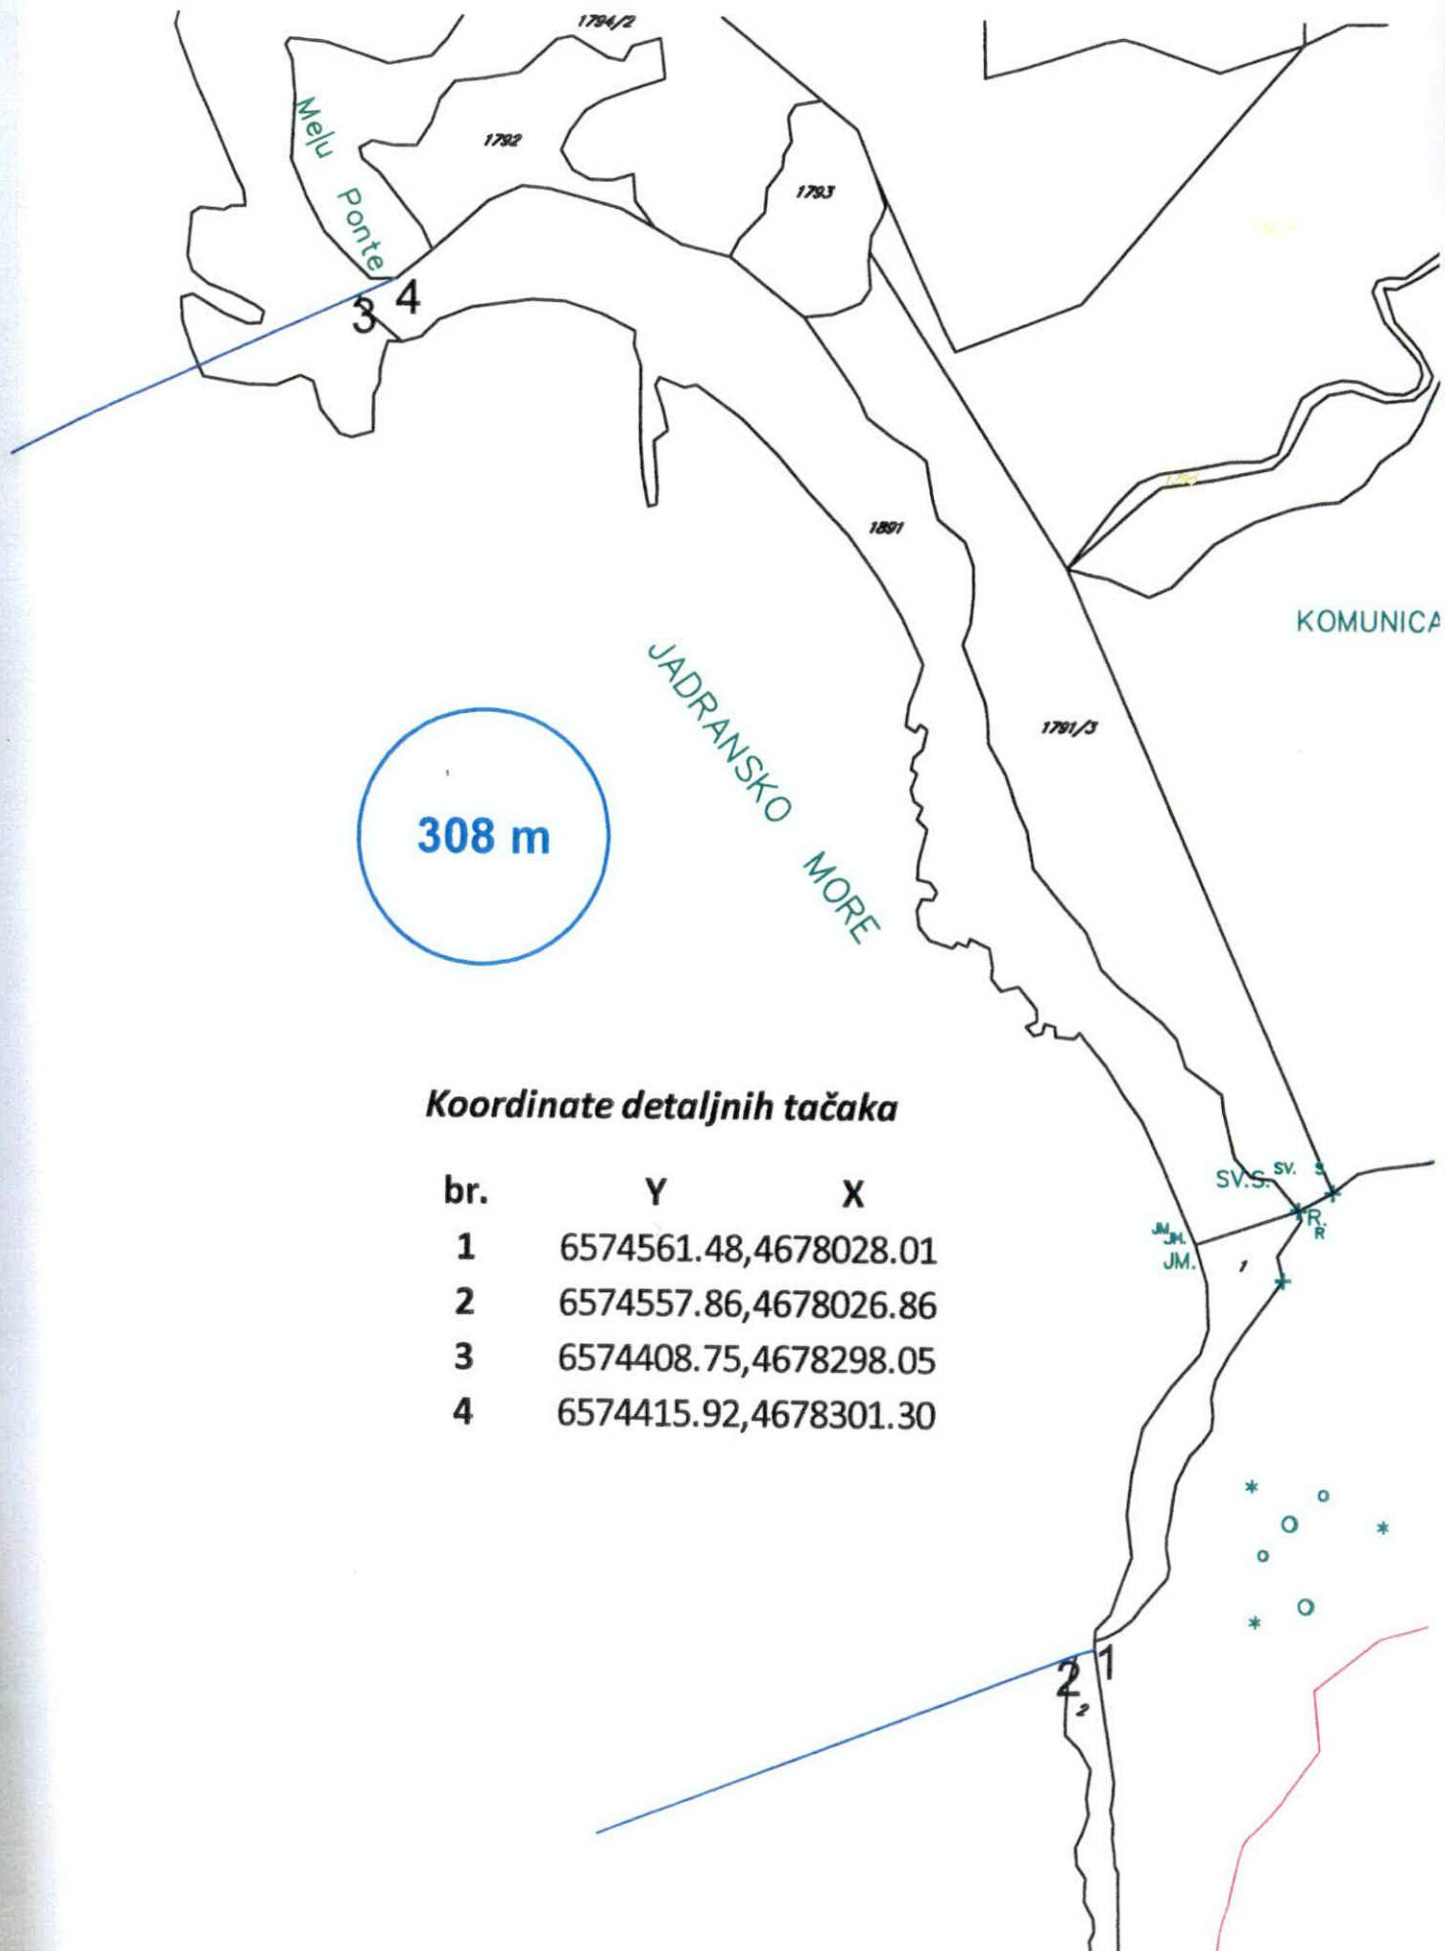 1794/2
1792
1793
Meļu Ponte
4
3
1891
KOMUNICA
JADRANSKO MORE
1791/3
308 m
Koordinate detaljnih tačaka
br. Y X
1 6574561.48,4678028.01
2 6574557.86,4678026.86
3 6574408.75,4678298.05
4 6574415.92,4678301.30
SV. S
SV.S.
R.
R
JM.
JM.
JM.
1
1
2
2